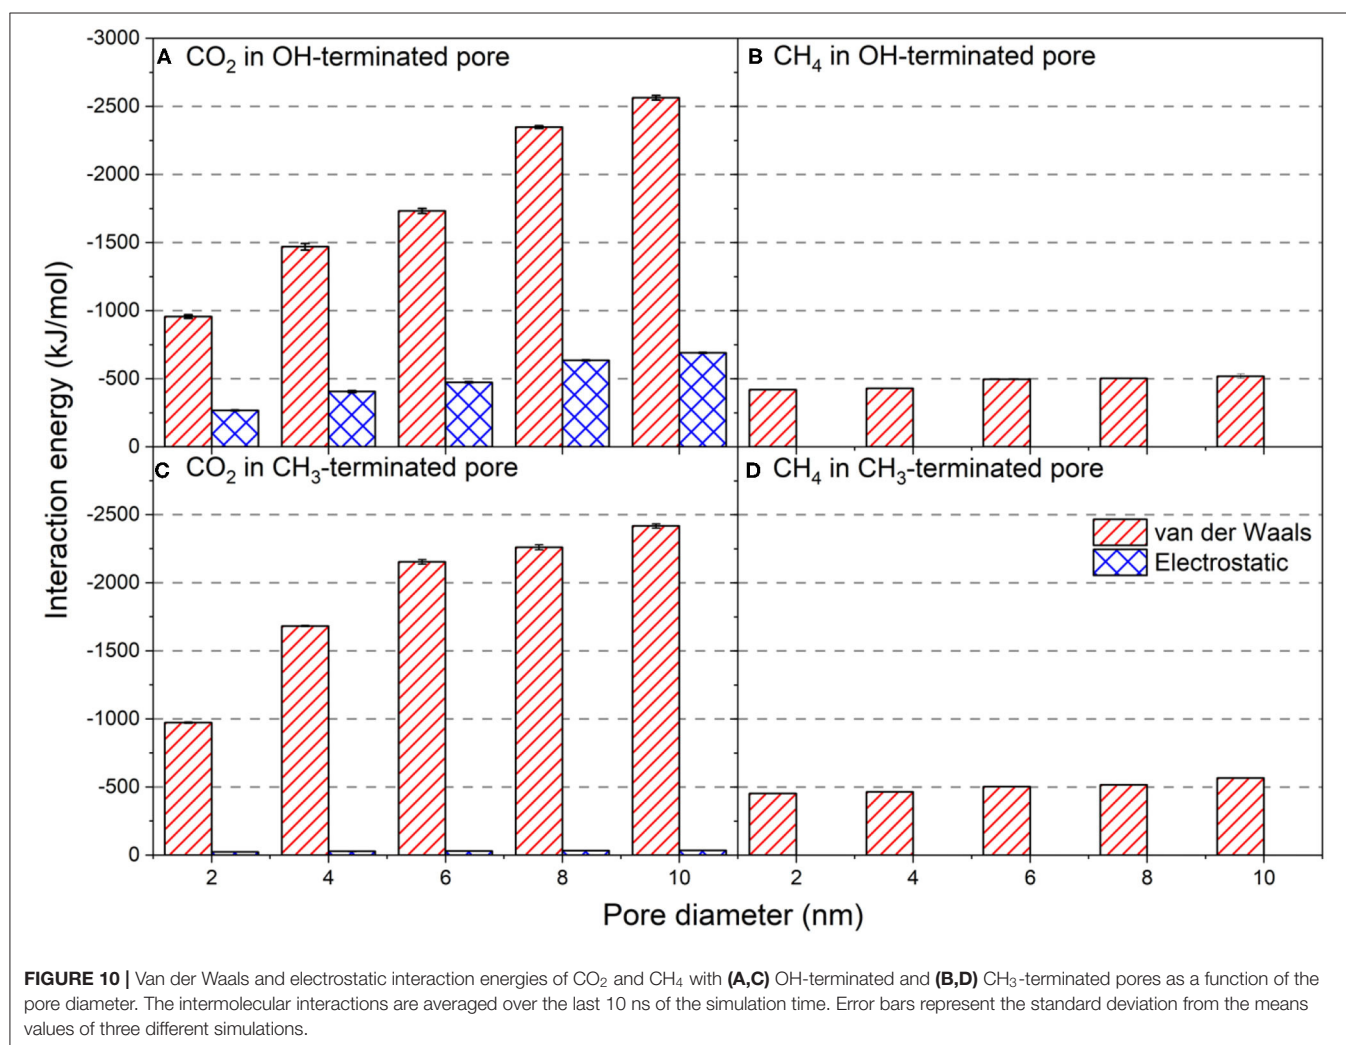 A CO2 in OH-terminated pore
B CH4 in OH-terminated pore
-3000
-2500
-2000
-1500
-1000
-500
0
C CO2 in CH3-terminated pore
D CH4 in CH3-terminated pore
-2500
-2000
-1500
-1000
-500
0
van der Waals
Electrostatic
Interaction energy (kJ/mol)
2 4 6 8 10 2 4 6 8 10
Pore diameter (nm)
FIGURE 10 | Van der Waals and electrostatic interaction energies of CO2 and CH4 with (A,C) OH-terminated and (B,D) CH3-terminated pores as a function of the
pore diameter. The intermolecular interactions are averaged over the last 10 ns of the simulation time. Error bars represent the standard deviation from the means
values of three different simulations.